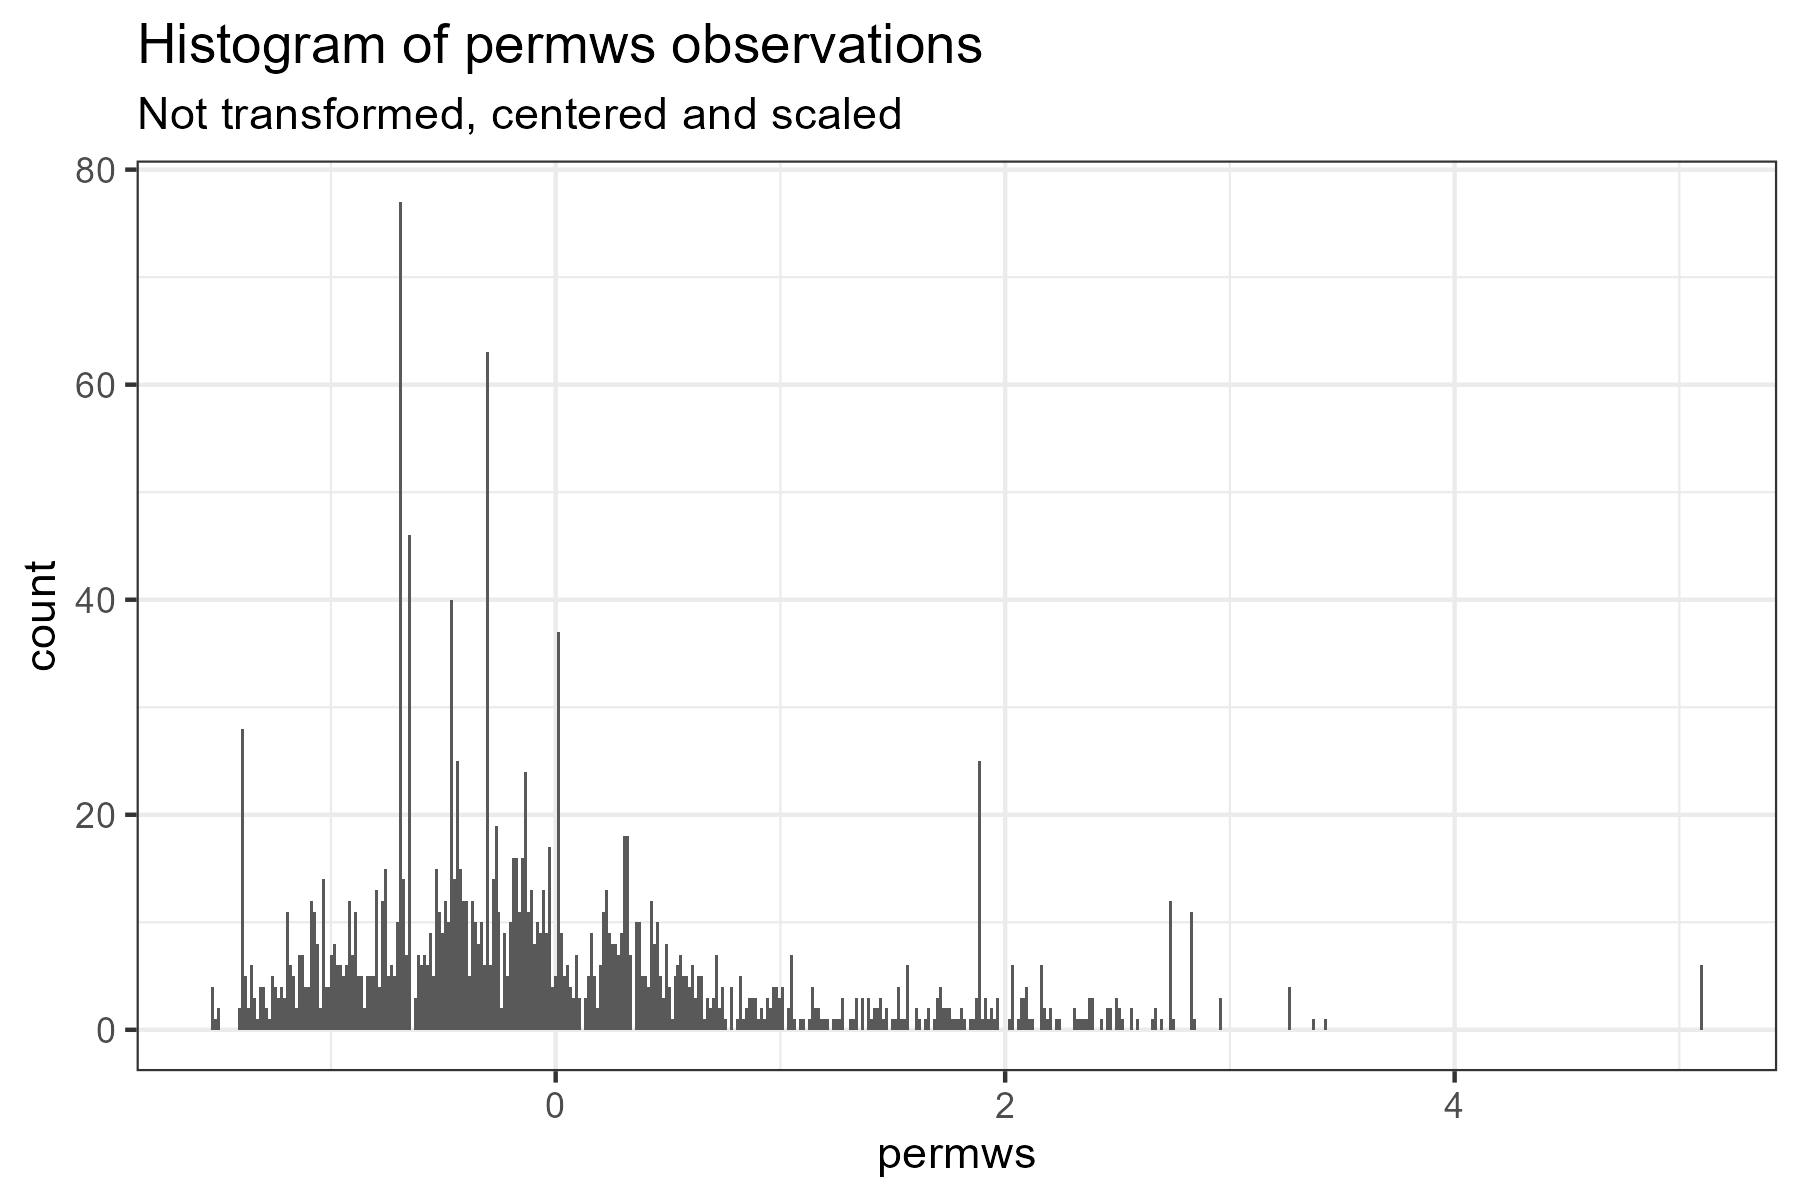 Histogram of permws observations
Not transformed, centered and scaled
80
60
40
20
0
count
0 2 4
permws